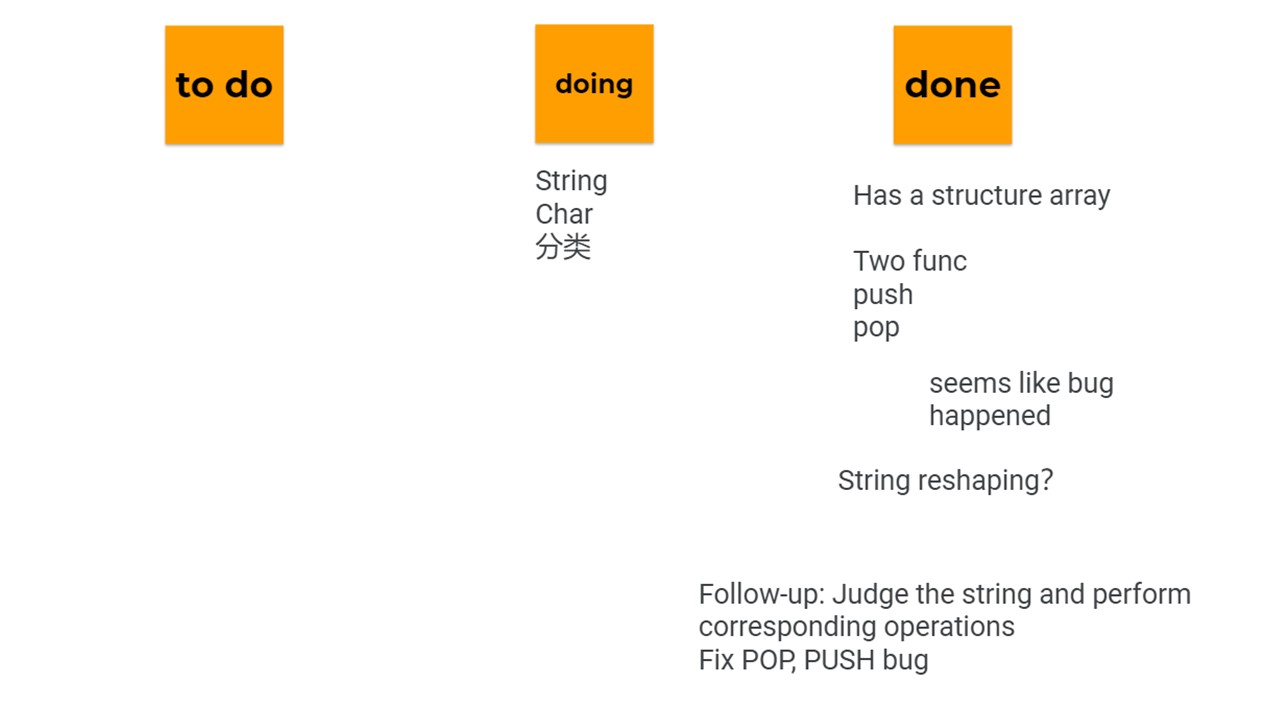 to do
doing
done
String
Char
分类
Has a structure array
Two func
push
pop
seems like bug
happened
String reshaping？
Follow-up: Judge the string and perform
corresponding operations
Fix POP, PUSH bug